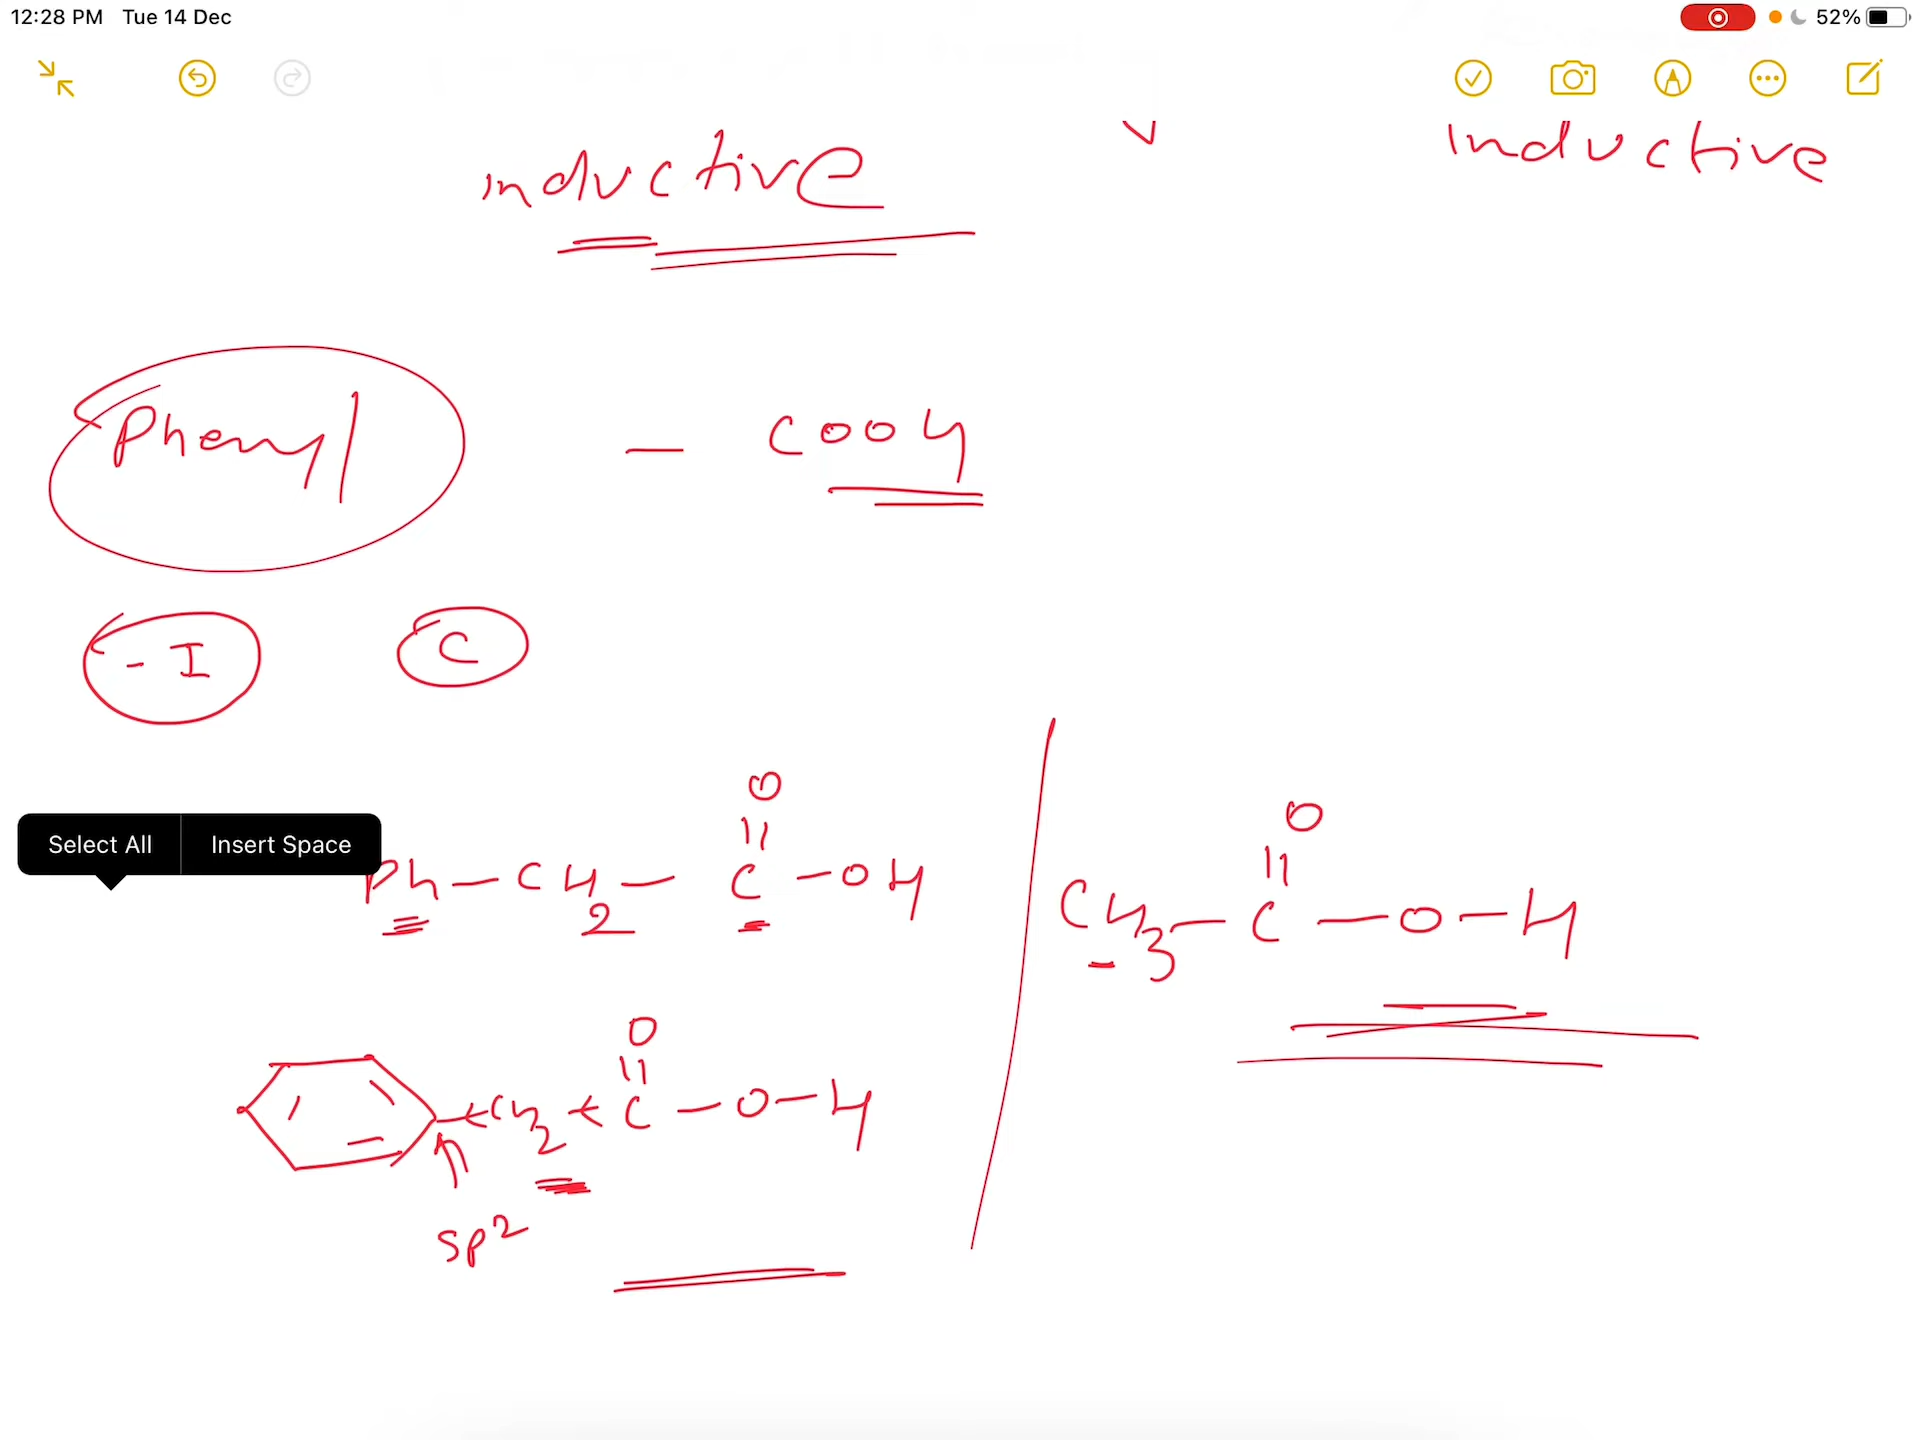 12:28 PM Tue 14 Dec 52%
inductive
inductive
Phenyl - COOH
- I C
O
||
Ph-CH2-C-OH
Select All Insert Space
O
||
CH3-C-O-H
O
||
CH2 C-O-H
sp2